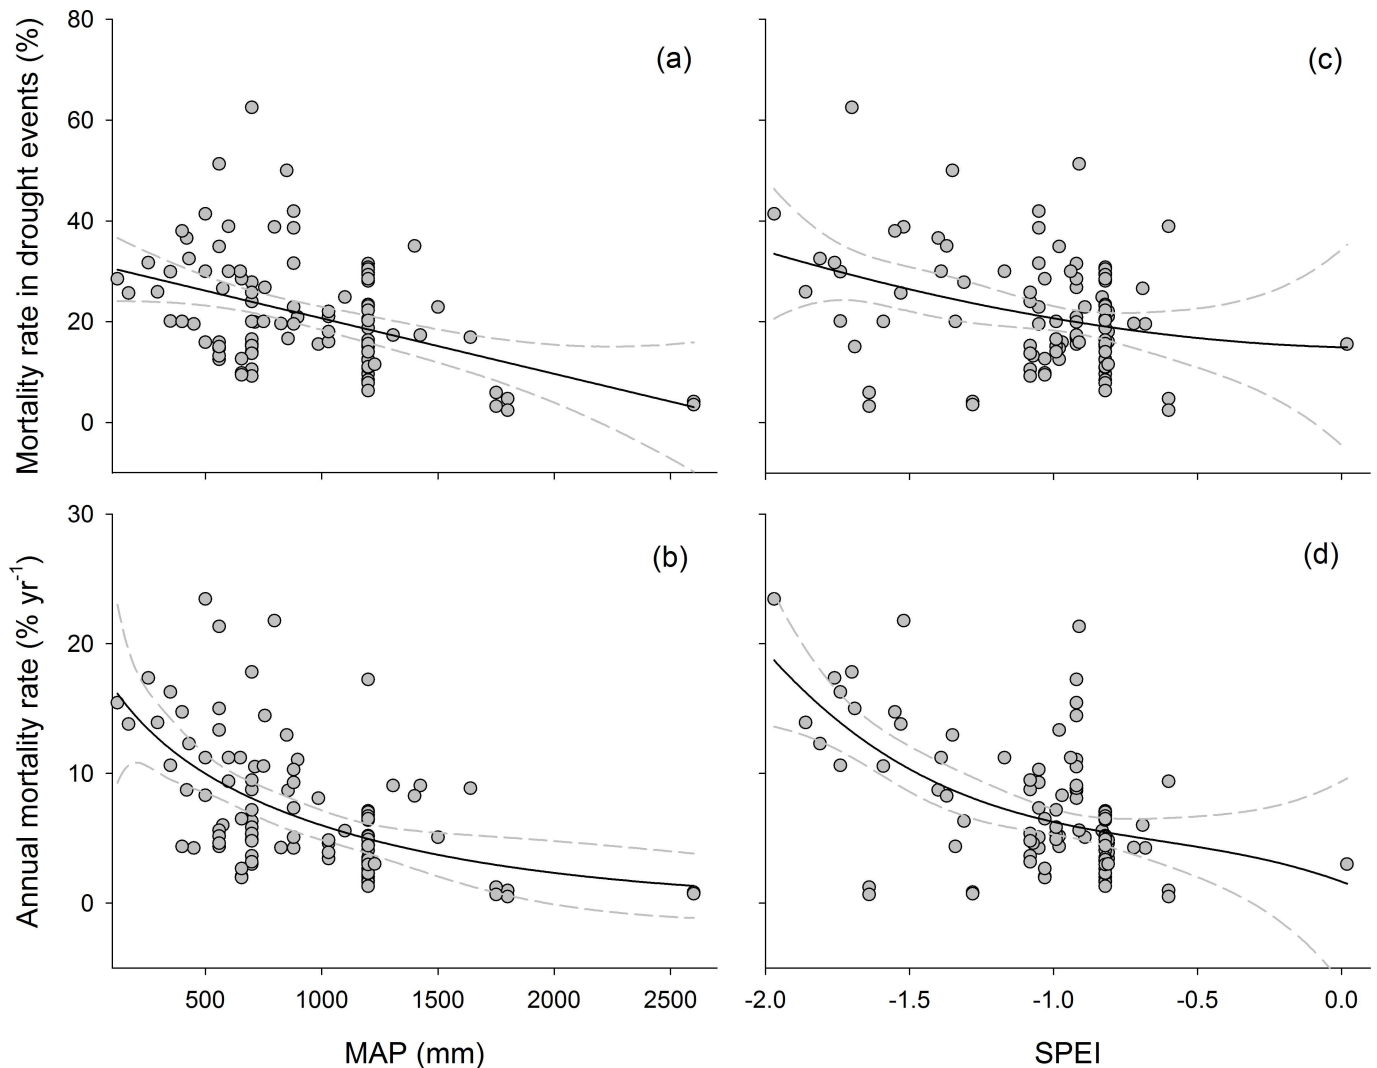 Mortality rate in drought events (%)
80
60
40
20
0
(a)
(c)
Annual mortality rate (% yr⁻¹)
30
20
10
0
(b)
(d)
500 1000 1500 2000 2500
-2.0 -1.5 -1.0 -0.5 0.0
MAP (mm)
SPEI